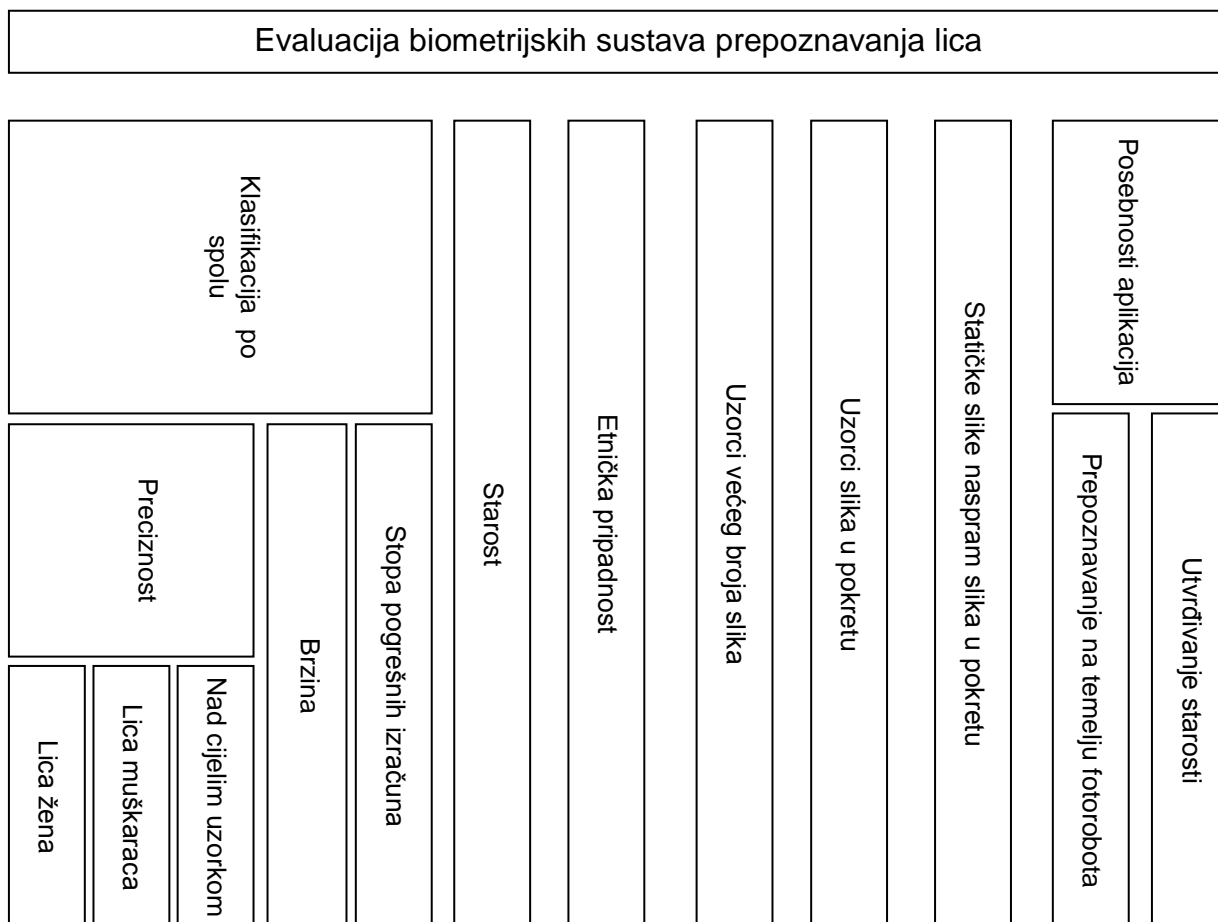 Evaluacija biometrijskih sustava prepoznavanja lica
Klasifikacija po
spolu
Preciznost
Lica žena
Lica muškaraca
Nad cijelim uzorkom
Brzina
Stopa pogrešnih izračuna
Starost
Etnička pripadnost
Uzorci većeg broja slika
Uzorci slika u pokretu
Statičke slike naspram slika u pokretu
Posebnosti aplikacija
Prepoznavanje na temelju fotorobota
Utvrđivanje starosti